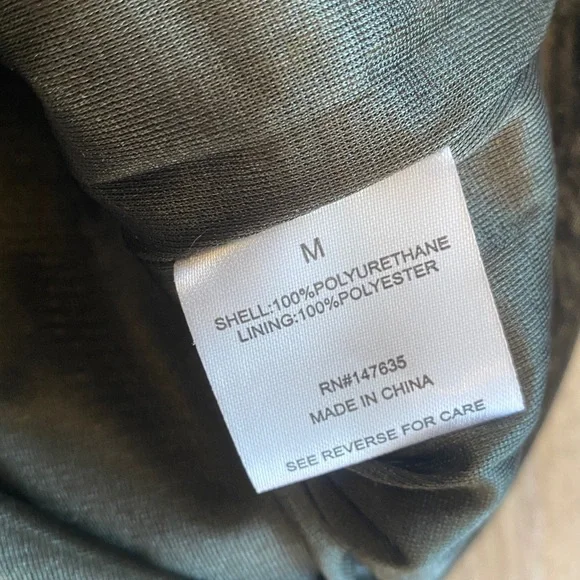 M
SHELL:100%POLYURETHANE
LINING:100%POLYESTER
RN#147635
MADE IN CHINA
SEE REVERSE FOR CARE